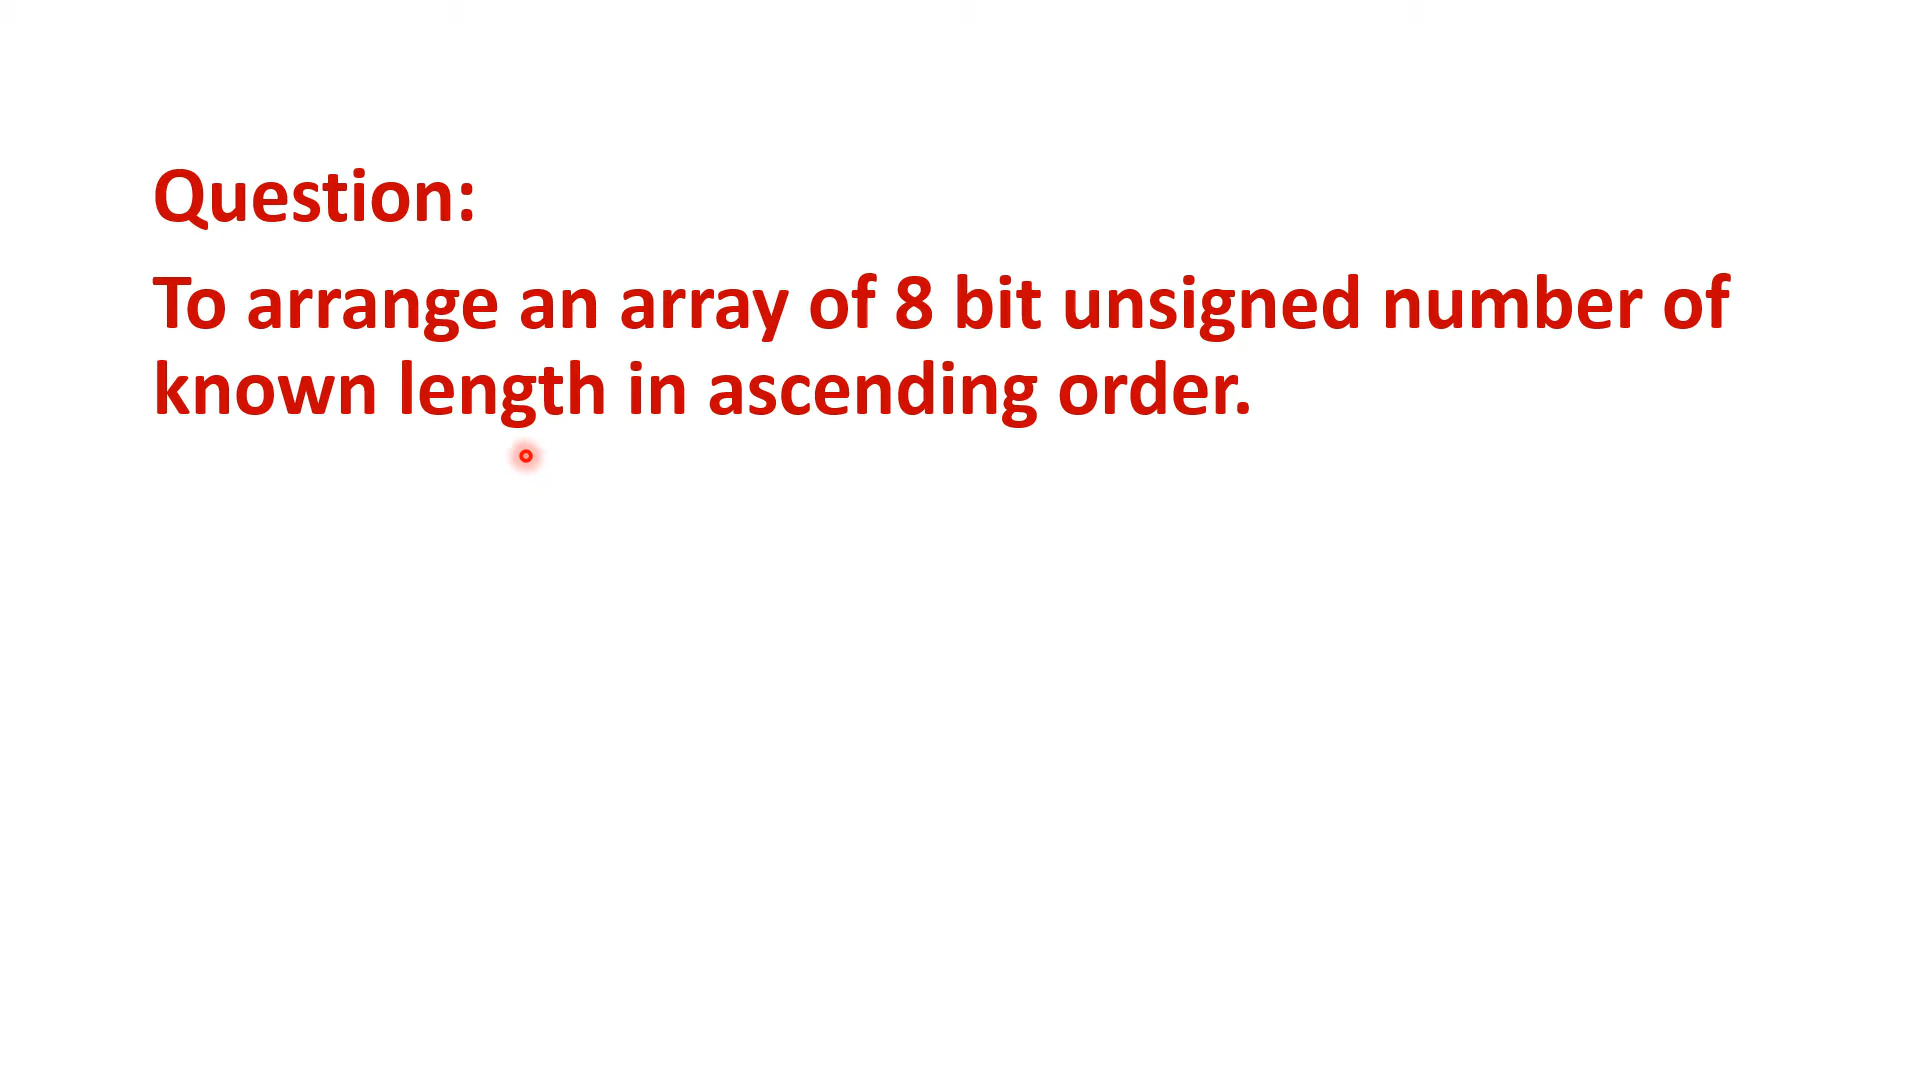 Question:
To arrange an array of 8 bit unsigned number of
known length in ascending order.